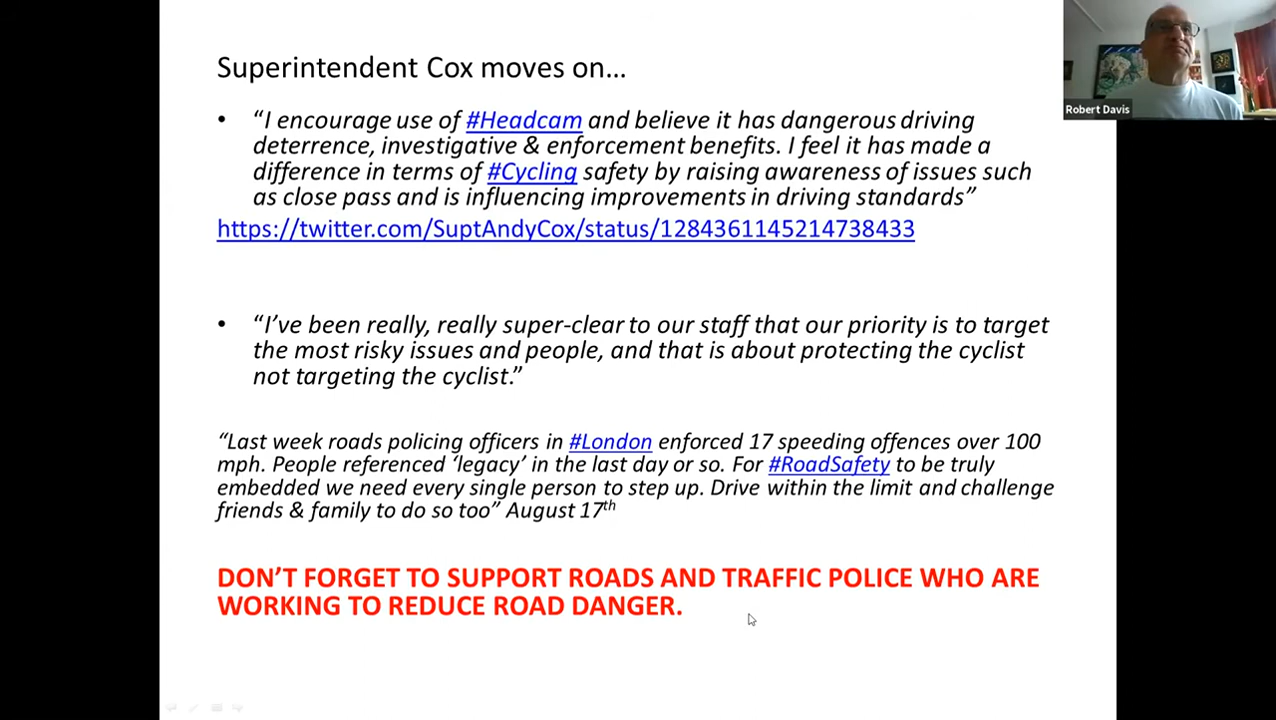 Superintendent Cox moves on…
Robert Davis
• “I encourage use of #Headcam and believe it has dangerous driving
deterrence, investigative & enforcement benefits. I feel it has made a
difference in terms of #Cycling safety by raising awareness of issues such
as close pass and is influencing improvements in driving standards”
https://twitter.com/SuptAndyCox/status/1284361145214738433
• “I’ve been really, really super-clear to our staff that our priority is to target
the most risky issues and people, and that is about protecting the cyclist
not targeting the cyclist.”
“Last week roads policing officers in #London enforced 17 speeding offences over 100
mph. People referenced ‘legacy’ in the last day or so. For #RoadSafety to be truly
embedded we need every single person to step up. Drive within the limit and challenge
friends & family to do so too” August 17th
DON’T FORGET TO SUPPORT ROADS AND TRAFFIC POLICE WHO ARE
WORKING TO REDUCE ROAD DANGER.